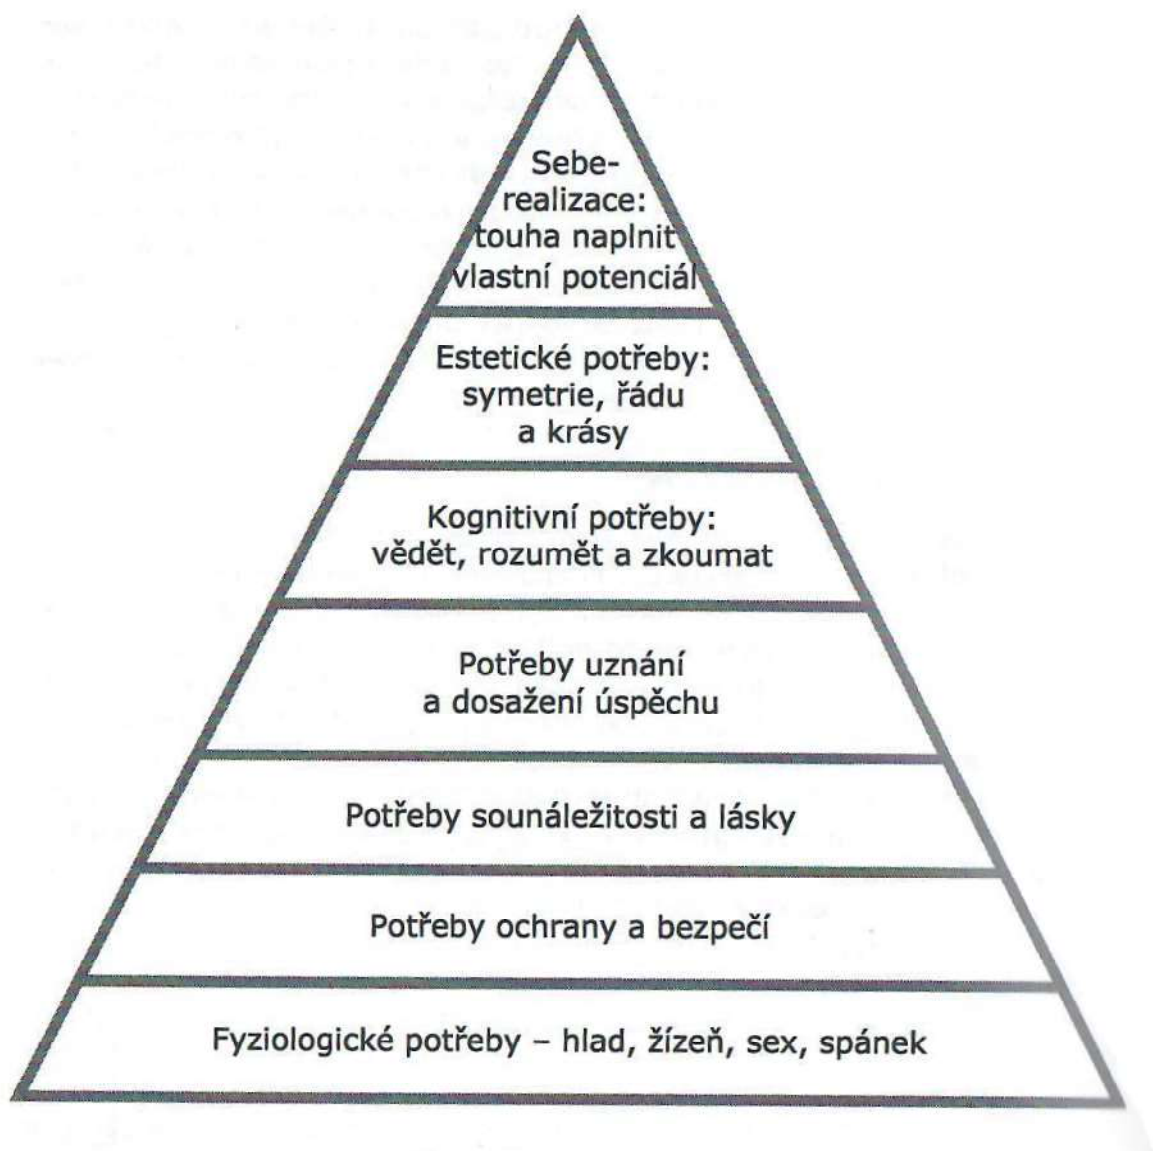 Sebe-
realizace:
touha naplnit
vlastní potenciál
Estetické potřeby:
symetrie, řádu
a krásy
Kognitivní potřeby:
vědět, rozumět a zkoumat
Potřeby uznání
a dosažení úspěchu
Potřeby sounáležitosti a lásky
Potřeby ochrany a bezpečí
Fyziologické potřeby – hlad, žízeň, sex, spánek